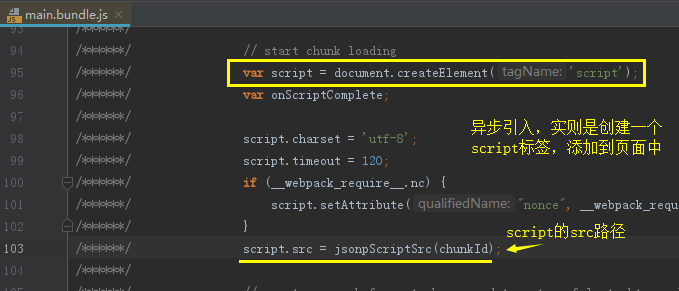 main.bundle.js
JS
93 /******/
94 /******/ // start chunk loading
95 /******/ var script = document.createElement( tagName: 'script');
96 /******/ var onScriptComplete;
97 /******/
98 /******/ script.charset = 'utf-8';
异步引入，实则是创建一个
99 /******/ script.timeout = 120;
script标签，添加到页面中
100 /******/ if (__webpack_require__.nc) {
101 /******/ script.setAttribute( qualifiedName: "nonce", __webpack_requ
102 /******/ }
script的src路径
103 /******/ script.src = jsonpScriptSrc(chunkId);
104 /******/